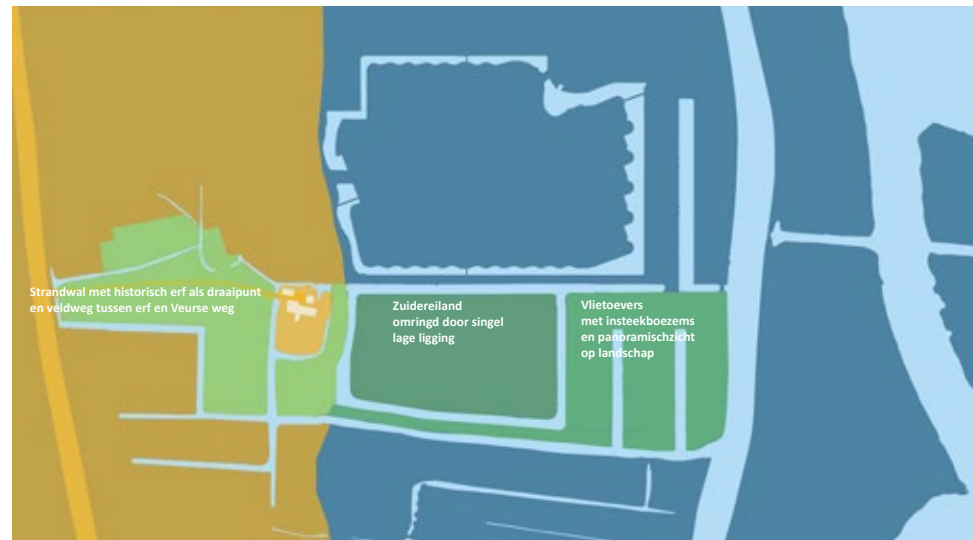 Strandwal met historisch erf als draaipunt
en veldweg tussen erf en Veurse weg
Zuidereiland
omringd door singel
lage ligging
Vlietoevers
met insteekboezems
en panoramischzicht
op landschap